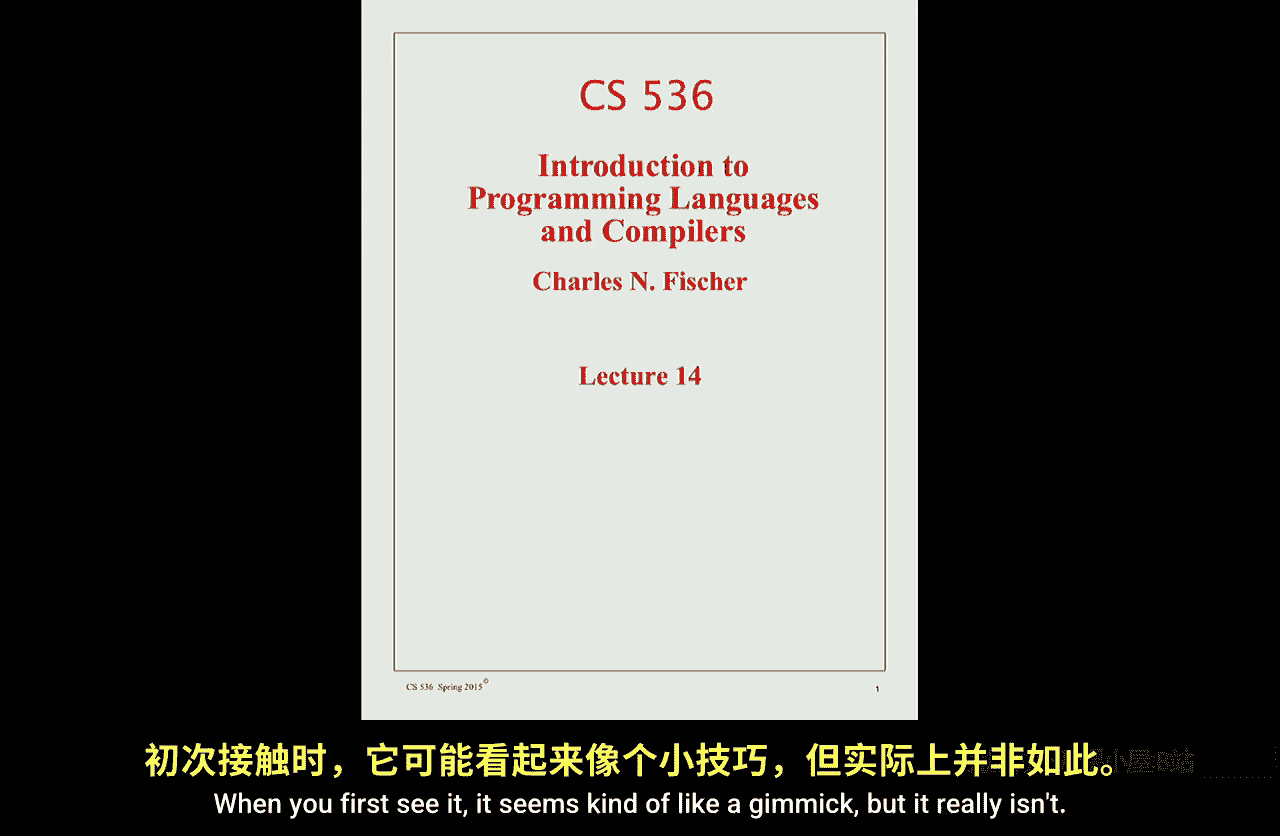 CS 536
Introduction to
Programming Languages
and Compilers
Charles N. Fischer
Lecture 14
CS 536 Spring 2015©
1
初次接触时，它可能看起来像个小技巧，但实际上并非如此。
When you first see it, it seems kind of like a gimmick, but it really isn't.